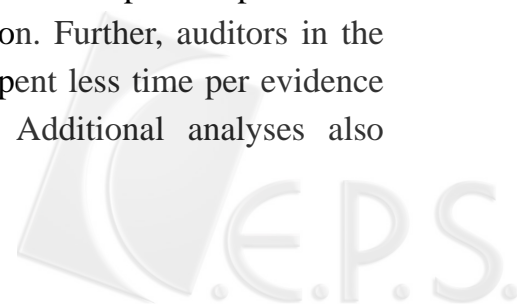 on. Further, auditors in the
pent less time per evidence
Additional analyses also
C.E.P.S.